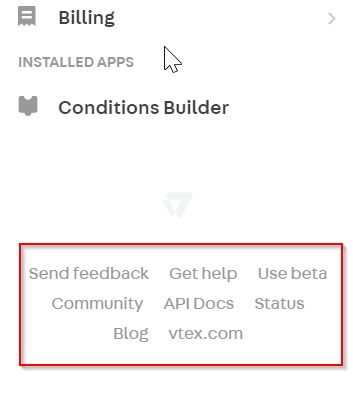 Billing
INSTALLED APPS
Conditions Builder
Send feedback Get help Use beta
Community API Docs Status
Blog vtex.com